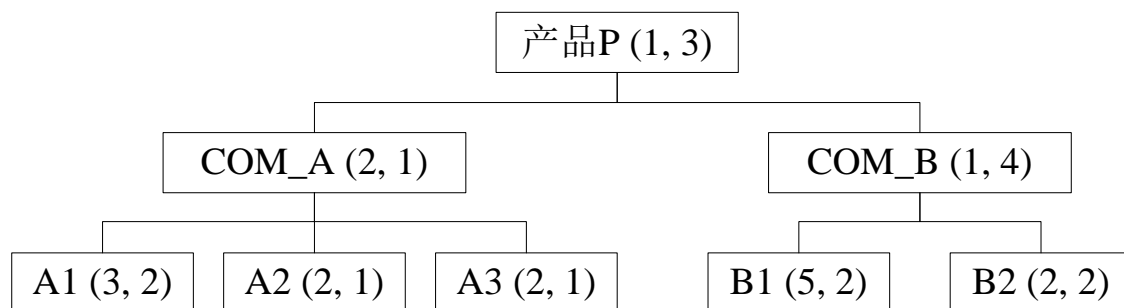 产品P (1, 3)
COM_A (2, 1)
COM_B (1, 4)
A1 (3, 2)
A2 (2, 1)
A3 (2, 1)
B1 (5, 2)
B2 (2, 2)